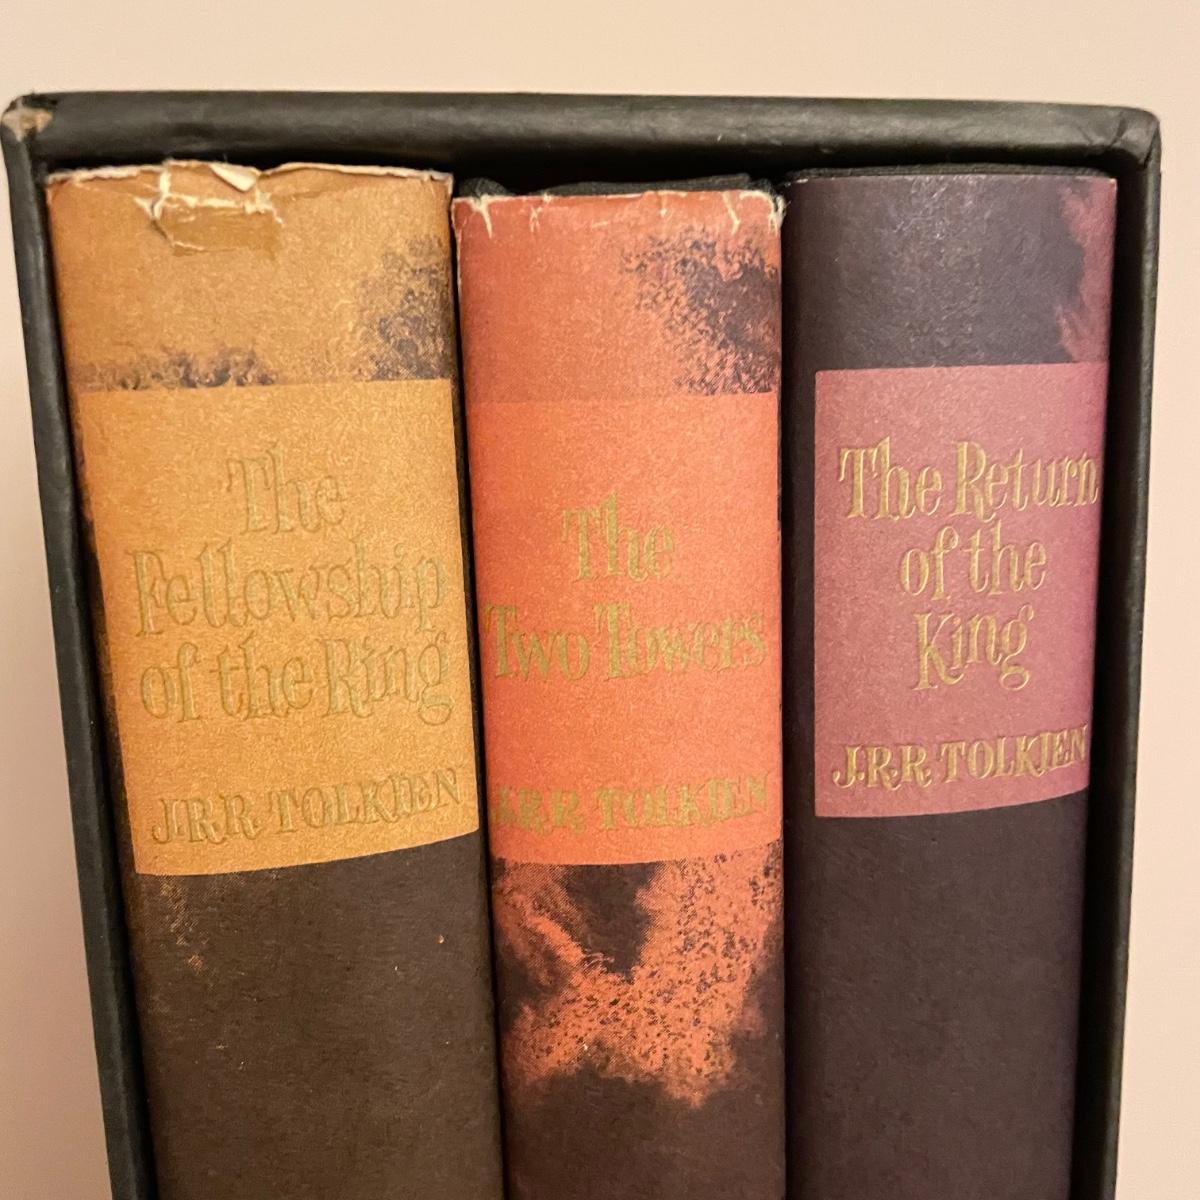 The
Fellowship
of the Ring
J.R.R. TOLKIEN
The
Two Towers
J.R.R. TOLKIEN
The Return
of the
King
J.R.R. TOLKIEN